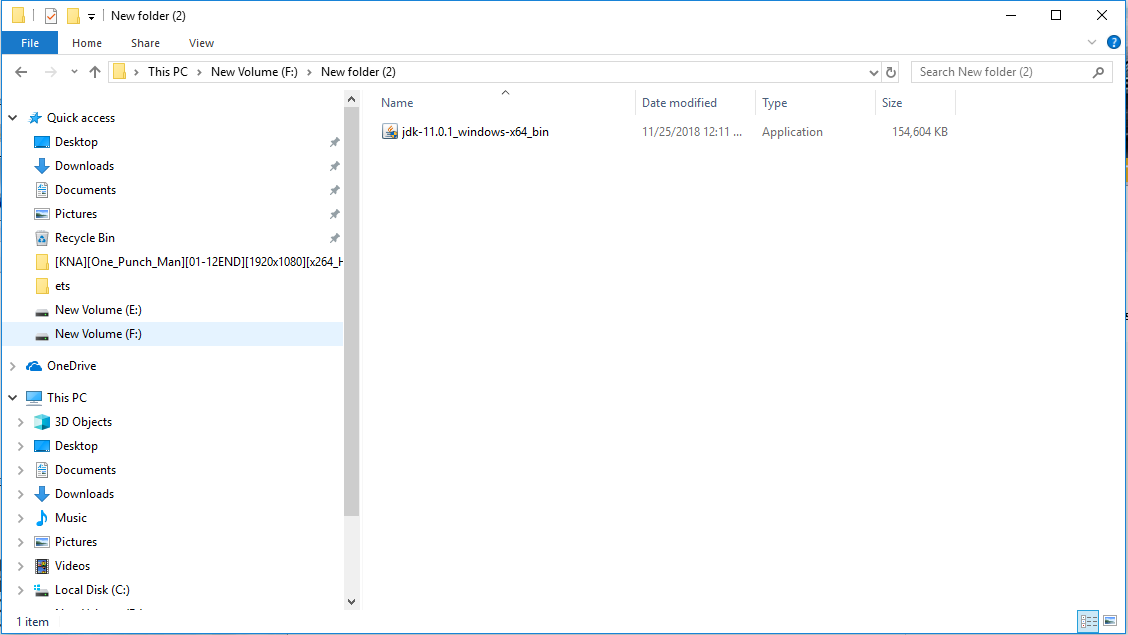 New folder (2)
File Home Share View
This PC New Volume (F:) New folder (2) Search New folder (2)
Quick access
Desktop
Downloads
Documents
Pictures
Recycle Bin
[KNA][One_Punch_Man][01-12END][1920x1080][x264_H
ets
New Volume (E:)
New Volume (F:)
OneDrive
This PC
3D Objects
Desktop
Documents
Downloads
Music
Pictures
Videos
Local Disk (C:)
Name Date modified Type Size
jdk-11.0.1_windows-x64_bin 11/25/2018 12:11 ... Application 154,604 KB
1 item